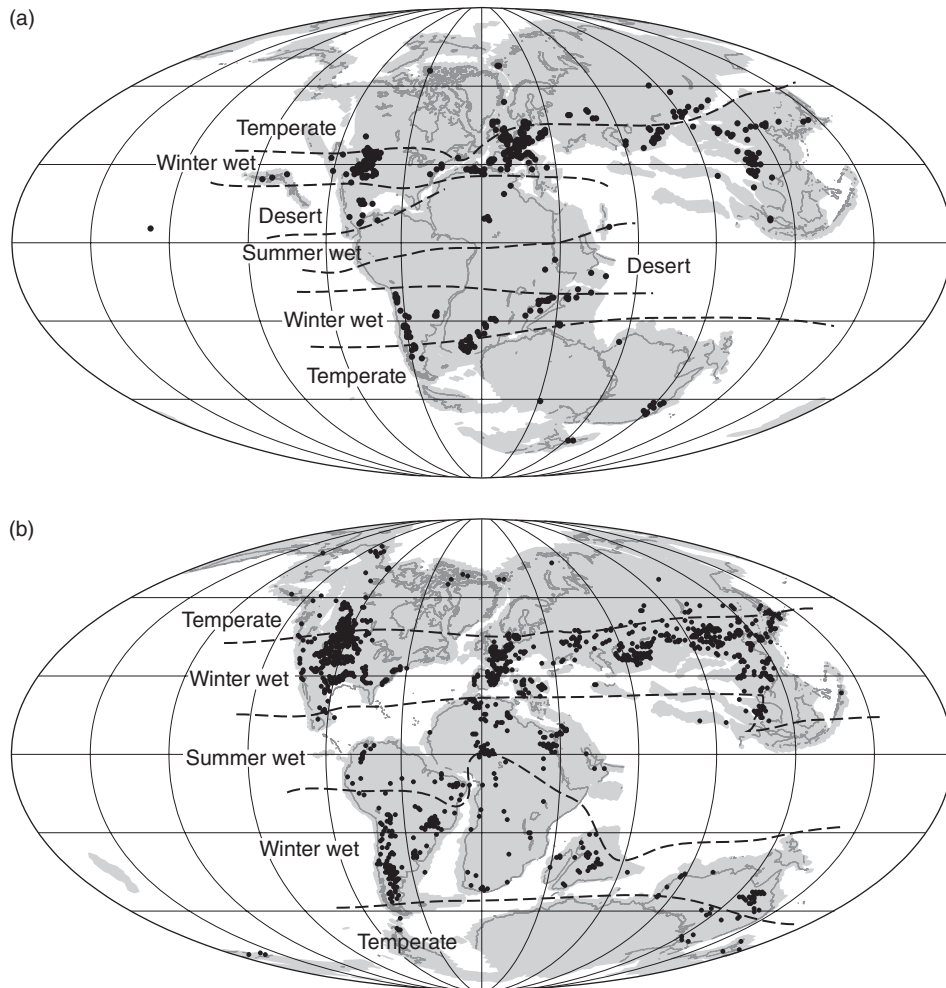 (a)
Temperate
Winter wet
Desert
Summer wet
Desert
Winter wet
Temperate
(b)
Temperate
Winter wet
Summer wet
Winter wet
Temperate